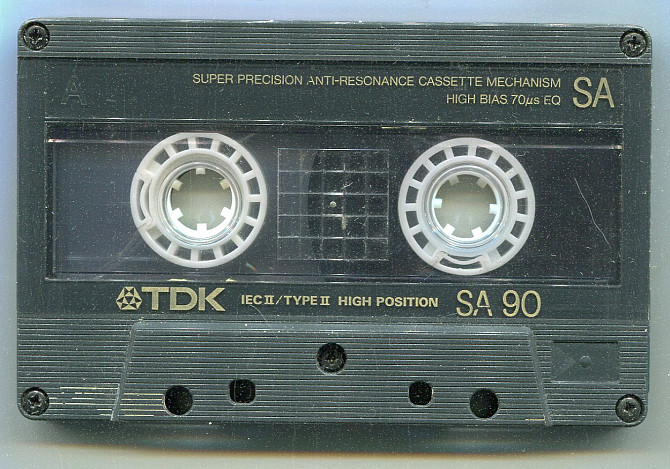 A
SUPER PRECISION ANTI-RESONANCE CASSETTE MECHANISM
HIGH BIAS 70µs EQ
SA
TDK IEC II/TYPE II HIGH POSITION SA 90